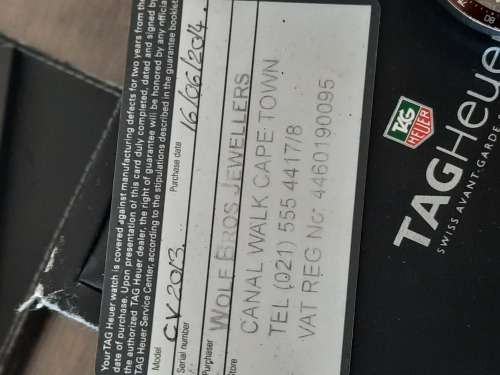 Your TAG Heuer watch is covered against manufacturing defects for two years from the
date of purchase. Upon presentation of this card duly completed, dated and signed by
the authorized TAG Heuer dealer, the right of guarantee will be honored by any official
TAG Heuer Service Center, according to the stipulations described in the guarantee booklet
Model CV2013 Purchase date 16/06/2014.
Serial number
Purchaser
Store
WOLF BROS. JEWELLERS
CANAL WALK CAPE TOWN
TEL (021) 555 4417/8
VAT REG No: 4460190095
TAG
HEUER
TAGHeuer
SWISS AVANT-GARDE